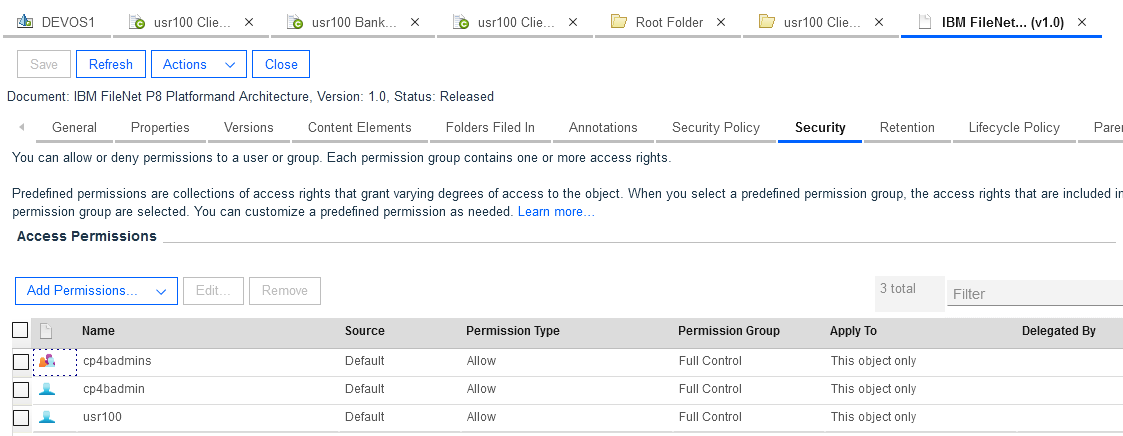 DEVOS1 usr100 Clie... usr100 Bank... usr100 Clie... Root Folder usr100 Clie... IBM FileNet... (v1.0)
Save Refresh Actions Close
Document: IBM FileNet P8 Platformand Architecture, Version: 1.0, Status: Released
General Properties Versions Content Elements Folders Filed In Annotations Security Policy Security Retention Lifecycle Policy Pare
You can allow or deny permissions to a user or group. Each permission group contains one or more access rights.
Predefined permissions are collections of access rights that grant varying degrees of access to the object. When you select a predefined permission group, the access rights that are included in
permission group are selected. You can customize a predefined permission as needed. Learn more...
Access Permissions
Add Permissions... Edit... Remove 3 total Filter
Name Source Permission Type Permission Group Apply To Delegated By
cp4badmins Default Allow Full Control This object only
cp4badmin Default Allow Full Control This object only
usr100 Default Allow Full Control This object only